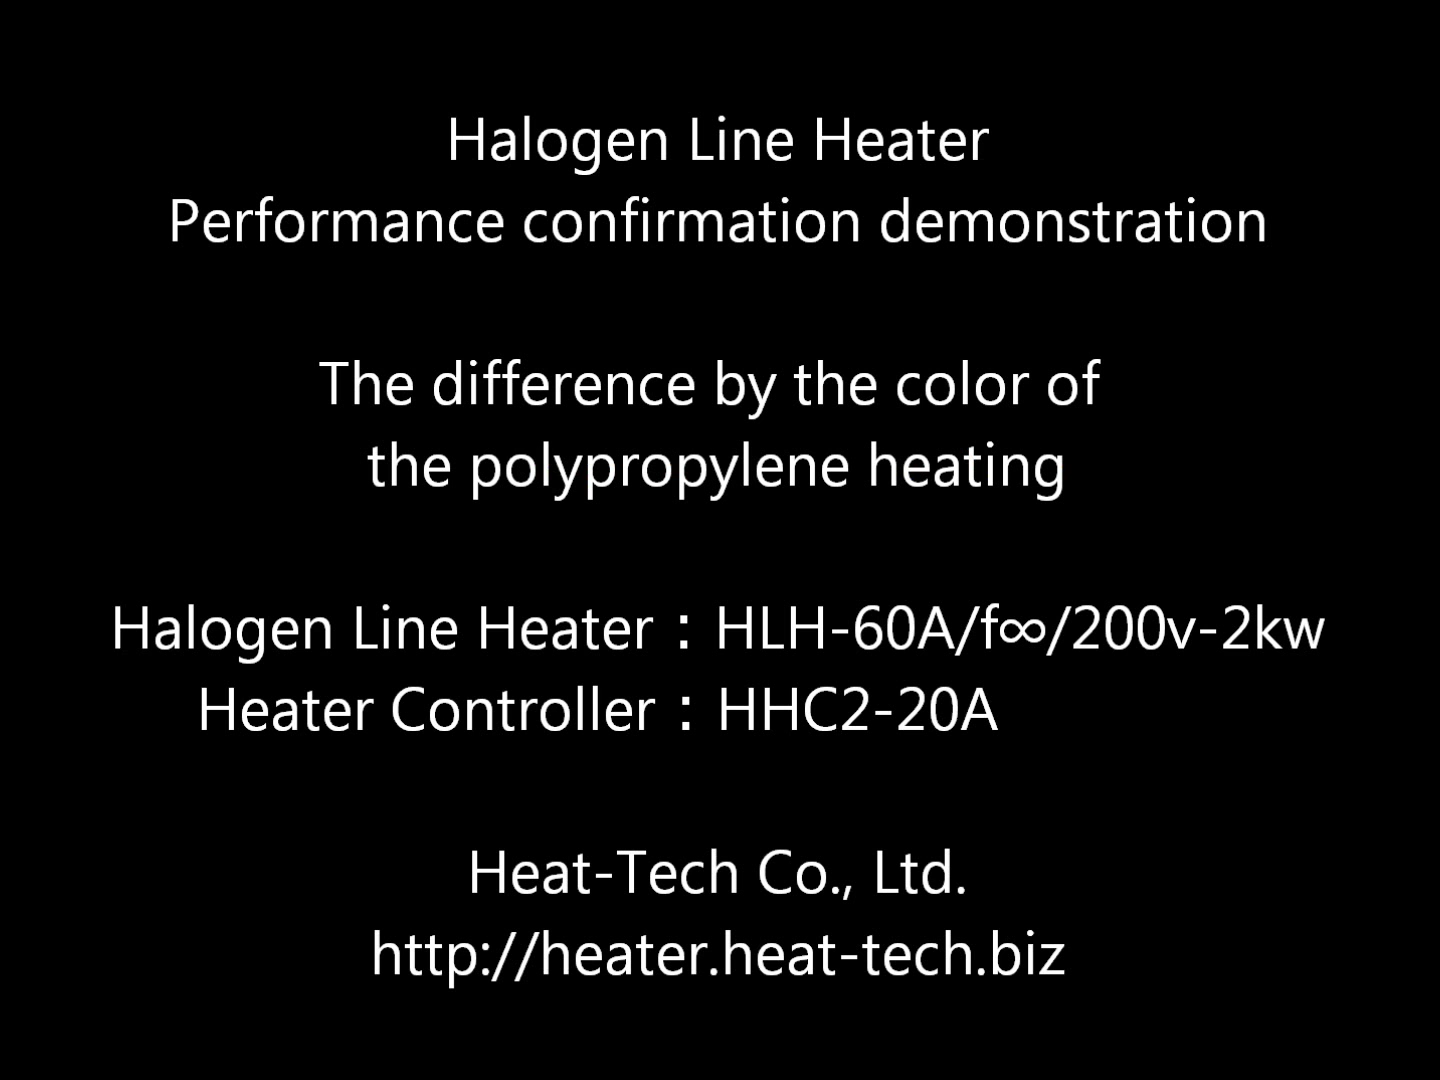 Halogen Line Heater
Performance confirmation demonstration
The difference by the color of
the polypropylene heating
Halogen Line Heater：HLH-60A/f∞/200v-2kw
Heater Controller：HHC2-20A
Heat-Tech Co., Ltd.
http://heater.heat-tech.biz